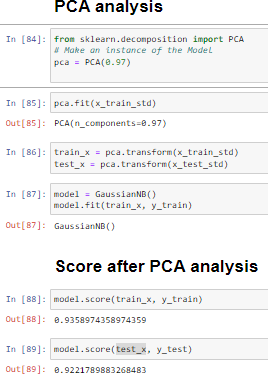 PCA analysis
In [84]: from sklearn.decomposition import PCA
# Make an instance of the Model
pca = PCA(0.97)
In [85]: pca.fit(x_train_std)
Out[85]: PCA(n_components=0.97)
In [86]: train_x = pca.transform(x_train_std)
test_x = pca.transform(x_test_std)
In [87]: model = GaussianNB()
model.fit(train_x, y_train)
Out[87]: GaussianNB()
Score after PCA analysis
In [88]: model.score(train_x, y_train)
Out[88]: 0.9358974358974359
In [89]: model.score(test_x, y_test)
Out[89]: 0.9221789883268483